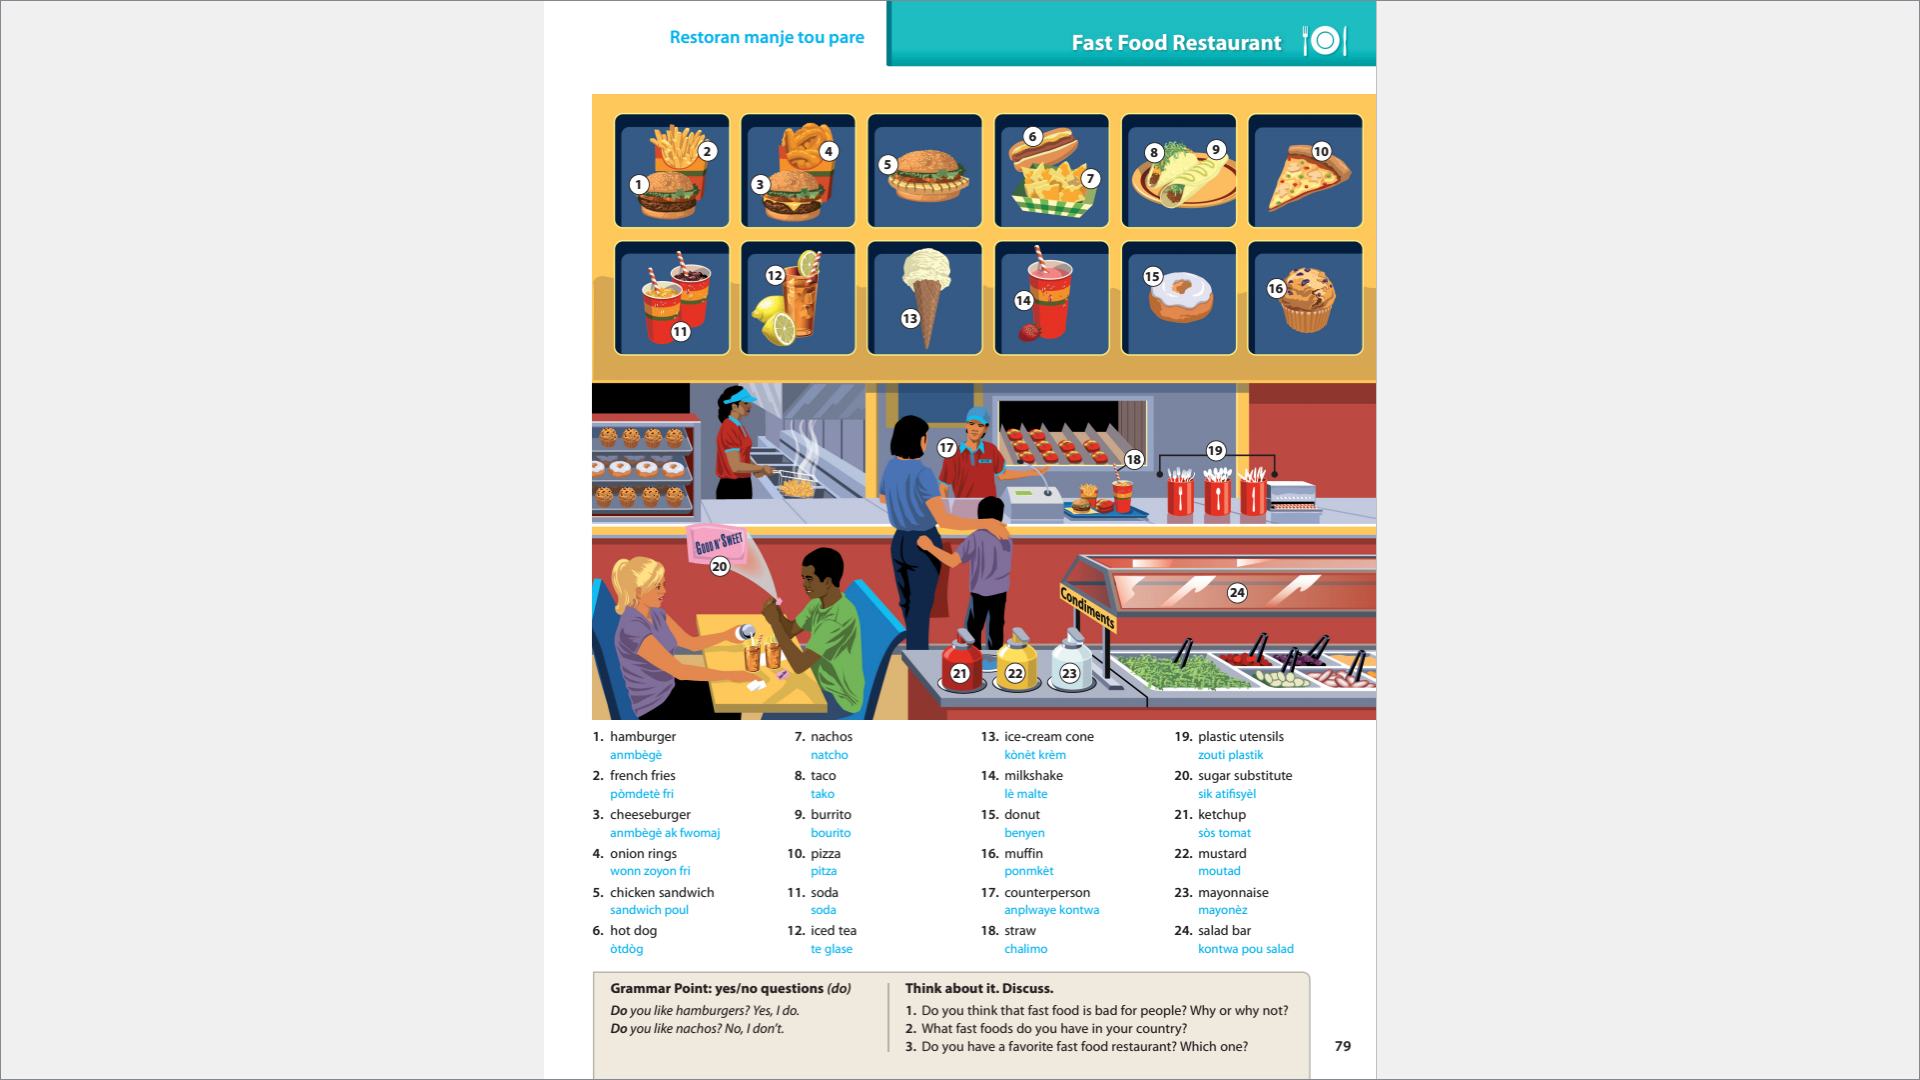 Restoran manje tou pare
Fast Food Restaurant
2
4
5
6
7
8
9
10
1
3
11
12
13
14
15
16
17
18
19
GOOD N' SWEET
20
24
Condiments
21
22
23
1. hamburger
anmbègè
2. french fries
pòmdetè fri
3. cheeseburger
anmbègè ak fwomaj
4. onion rings
wonn zoyon fri
5. chicken sandwich
sandwich poul
6. hot dog
òtdòg
7. nachos
natcho
8. taco
tako
9. burrito
bourito
10. pizza
pitza
11. soda
soda
12. iced tea
te glase
13. ice-cream cone
kònèt krèm
14. milkshake
lè malte
15. donut
benyen
16. muffin
ponmkèt
17. counterperson
anplwaye kontwa
18. straw
chalimo
19. plastic utensils
zouti plastik
20. sugar substitute
sik atifisyèl
21. ketchup
sòs tomat
22. mustard
moutad
23. mayonnaise
mayonèz
24. salad bar
kontwa pou salad
Grammar Point: yes/no questions (do)
Do you like hamburgers? Yes, I do.
Do you like nachos? No, I don't.
Think about it. Discuss.
1. Do you think that fast food is bad for people? Why or why not?
2. What fast foods do you have in your country?
3. Do you have a favorite fast food restaurant? Which one?
79